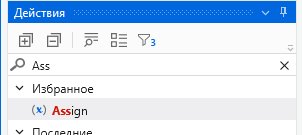 Действия
3
Ass
Избранное
(x) Assign
Последние